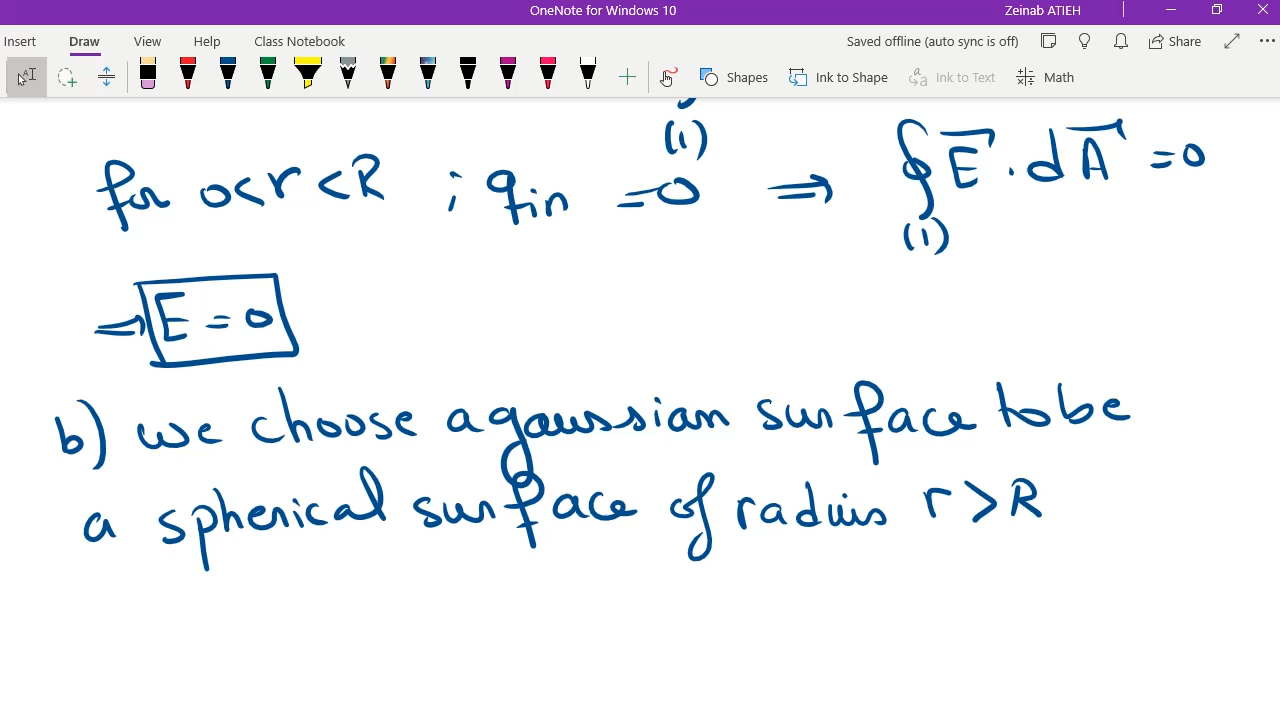 OneNote for Windows 10
Zeinab ATIEH
Insert Draw View Help Class Notebook Saved offline (auto sync is off) Share
Shapes Ink to Shape Ink to Text Math
(1)
for 0<r<R ; qin =0 ⇒ ∮ E⃗ . dA⃗ =0
(1)
⇒ E = 0
b) we choose a gaussian surface to be
a spherical surface of radius r > R